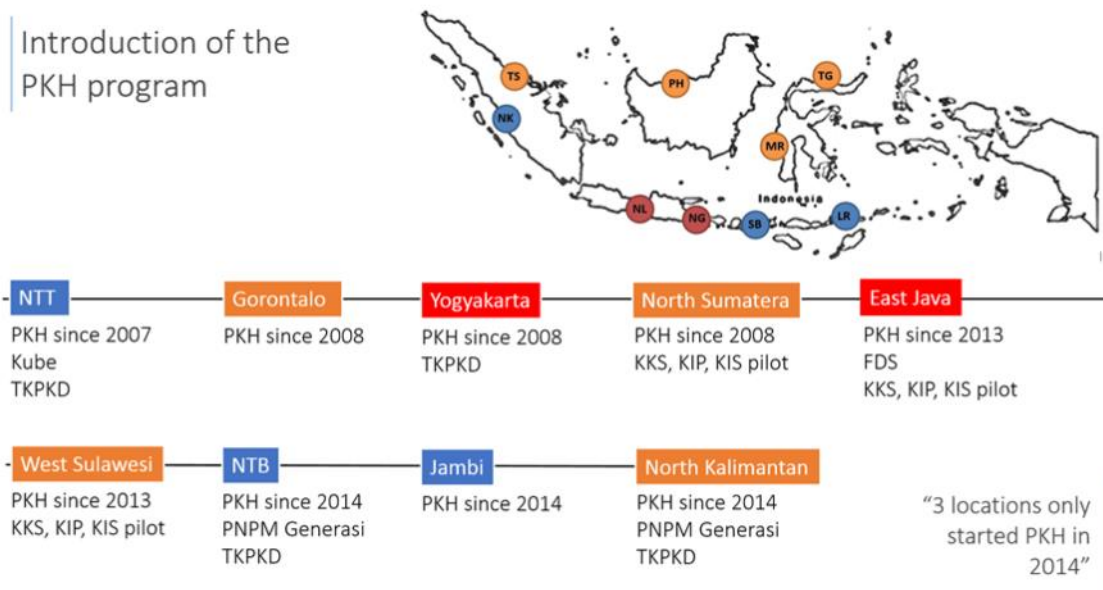 Introduction of the
PKH program
TS
PH
TG
NK
MR
Indonesia
NL
NG
SB
LR
NTT
PKH since 2007
Kube
TKPKD
Gorontalo
PKH since 2008
Yogyakarta
PKH since 2008
TKPKD
North Sumatera
PKH since 2008
KKS, KIP, KIS pilot
East Java
PKH since 2013
FDS
KKS, KIP, KIS pilot
West Sulawesi
PKH since 2013
KKS, KIP, KIS pilot
NTB
PKH since 2014
PNPM Generasi
TKPKD
Jambi
PKH since 2014
North Kalimantan
PKH since 2014
PNPM Generasi
TKPKD
“3 locations only
started PKH in
2014”